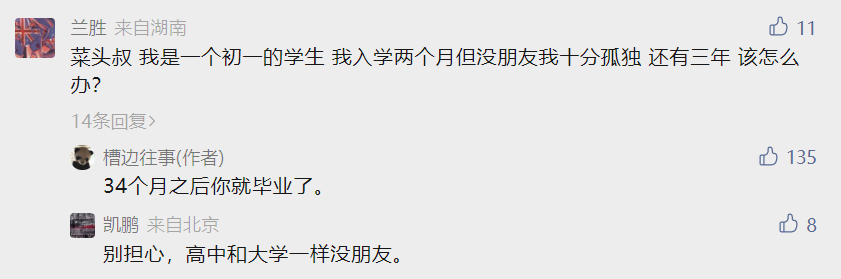 兰胜 来自湖南 11
菜头叔 我是一个初一的学生 我入学两个月但没朋友我十分孤独 还有三年 该怎么
办?
14条回复>
槽边往事(作者) 135
34个月之后你就毕业了。
凯鹏 来自北京 8
别担心，高中和大学一样没朋友。